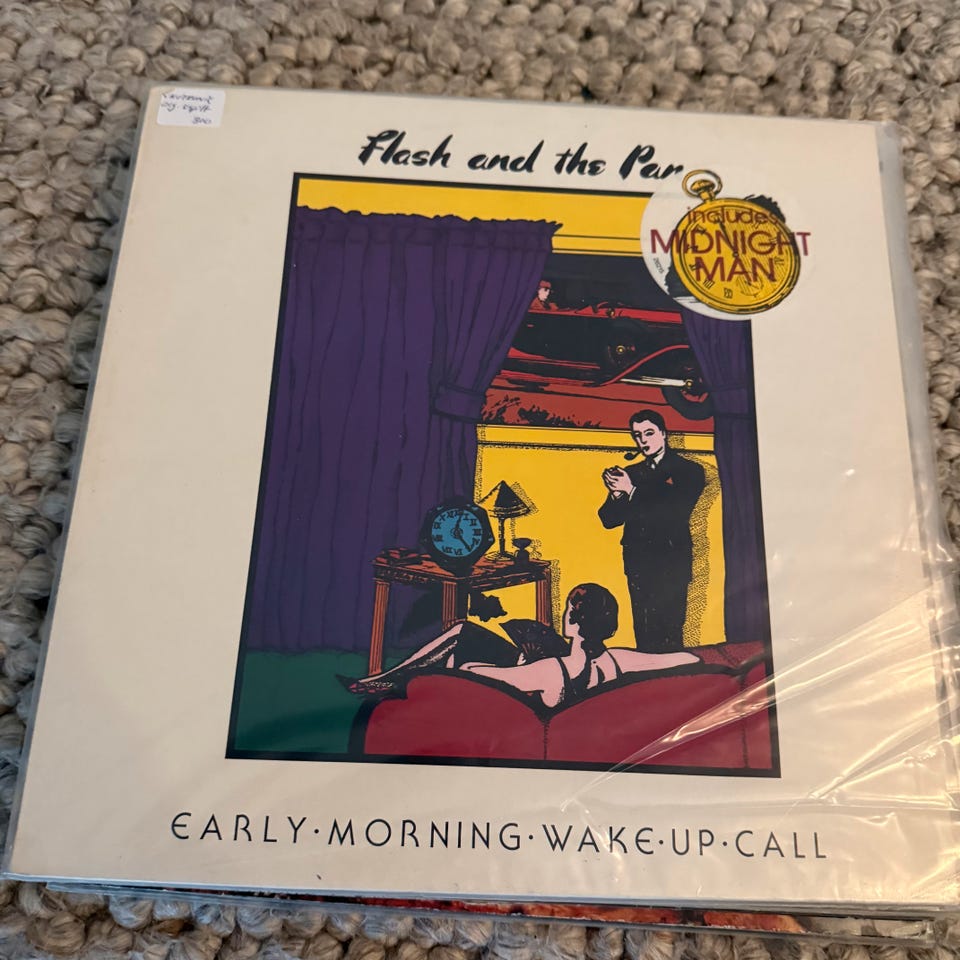 Flash and the Pan
includes
MIDNIGHT
MAN
EARLY·MORNING·WAKE·UP·CALL